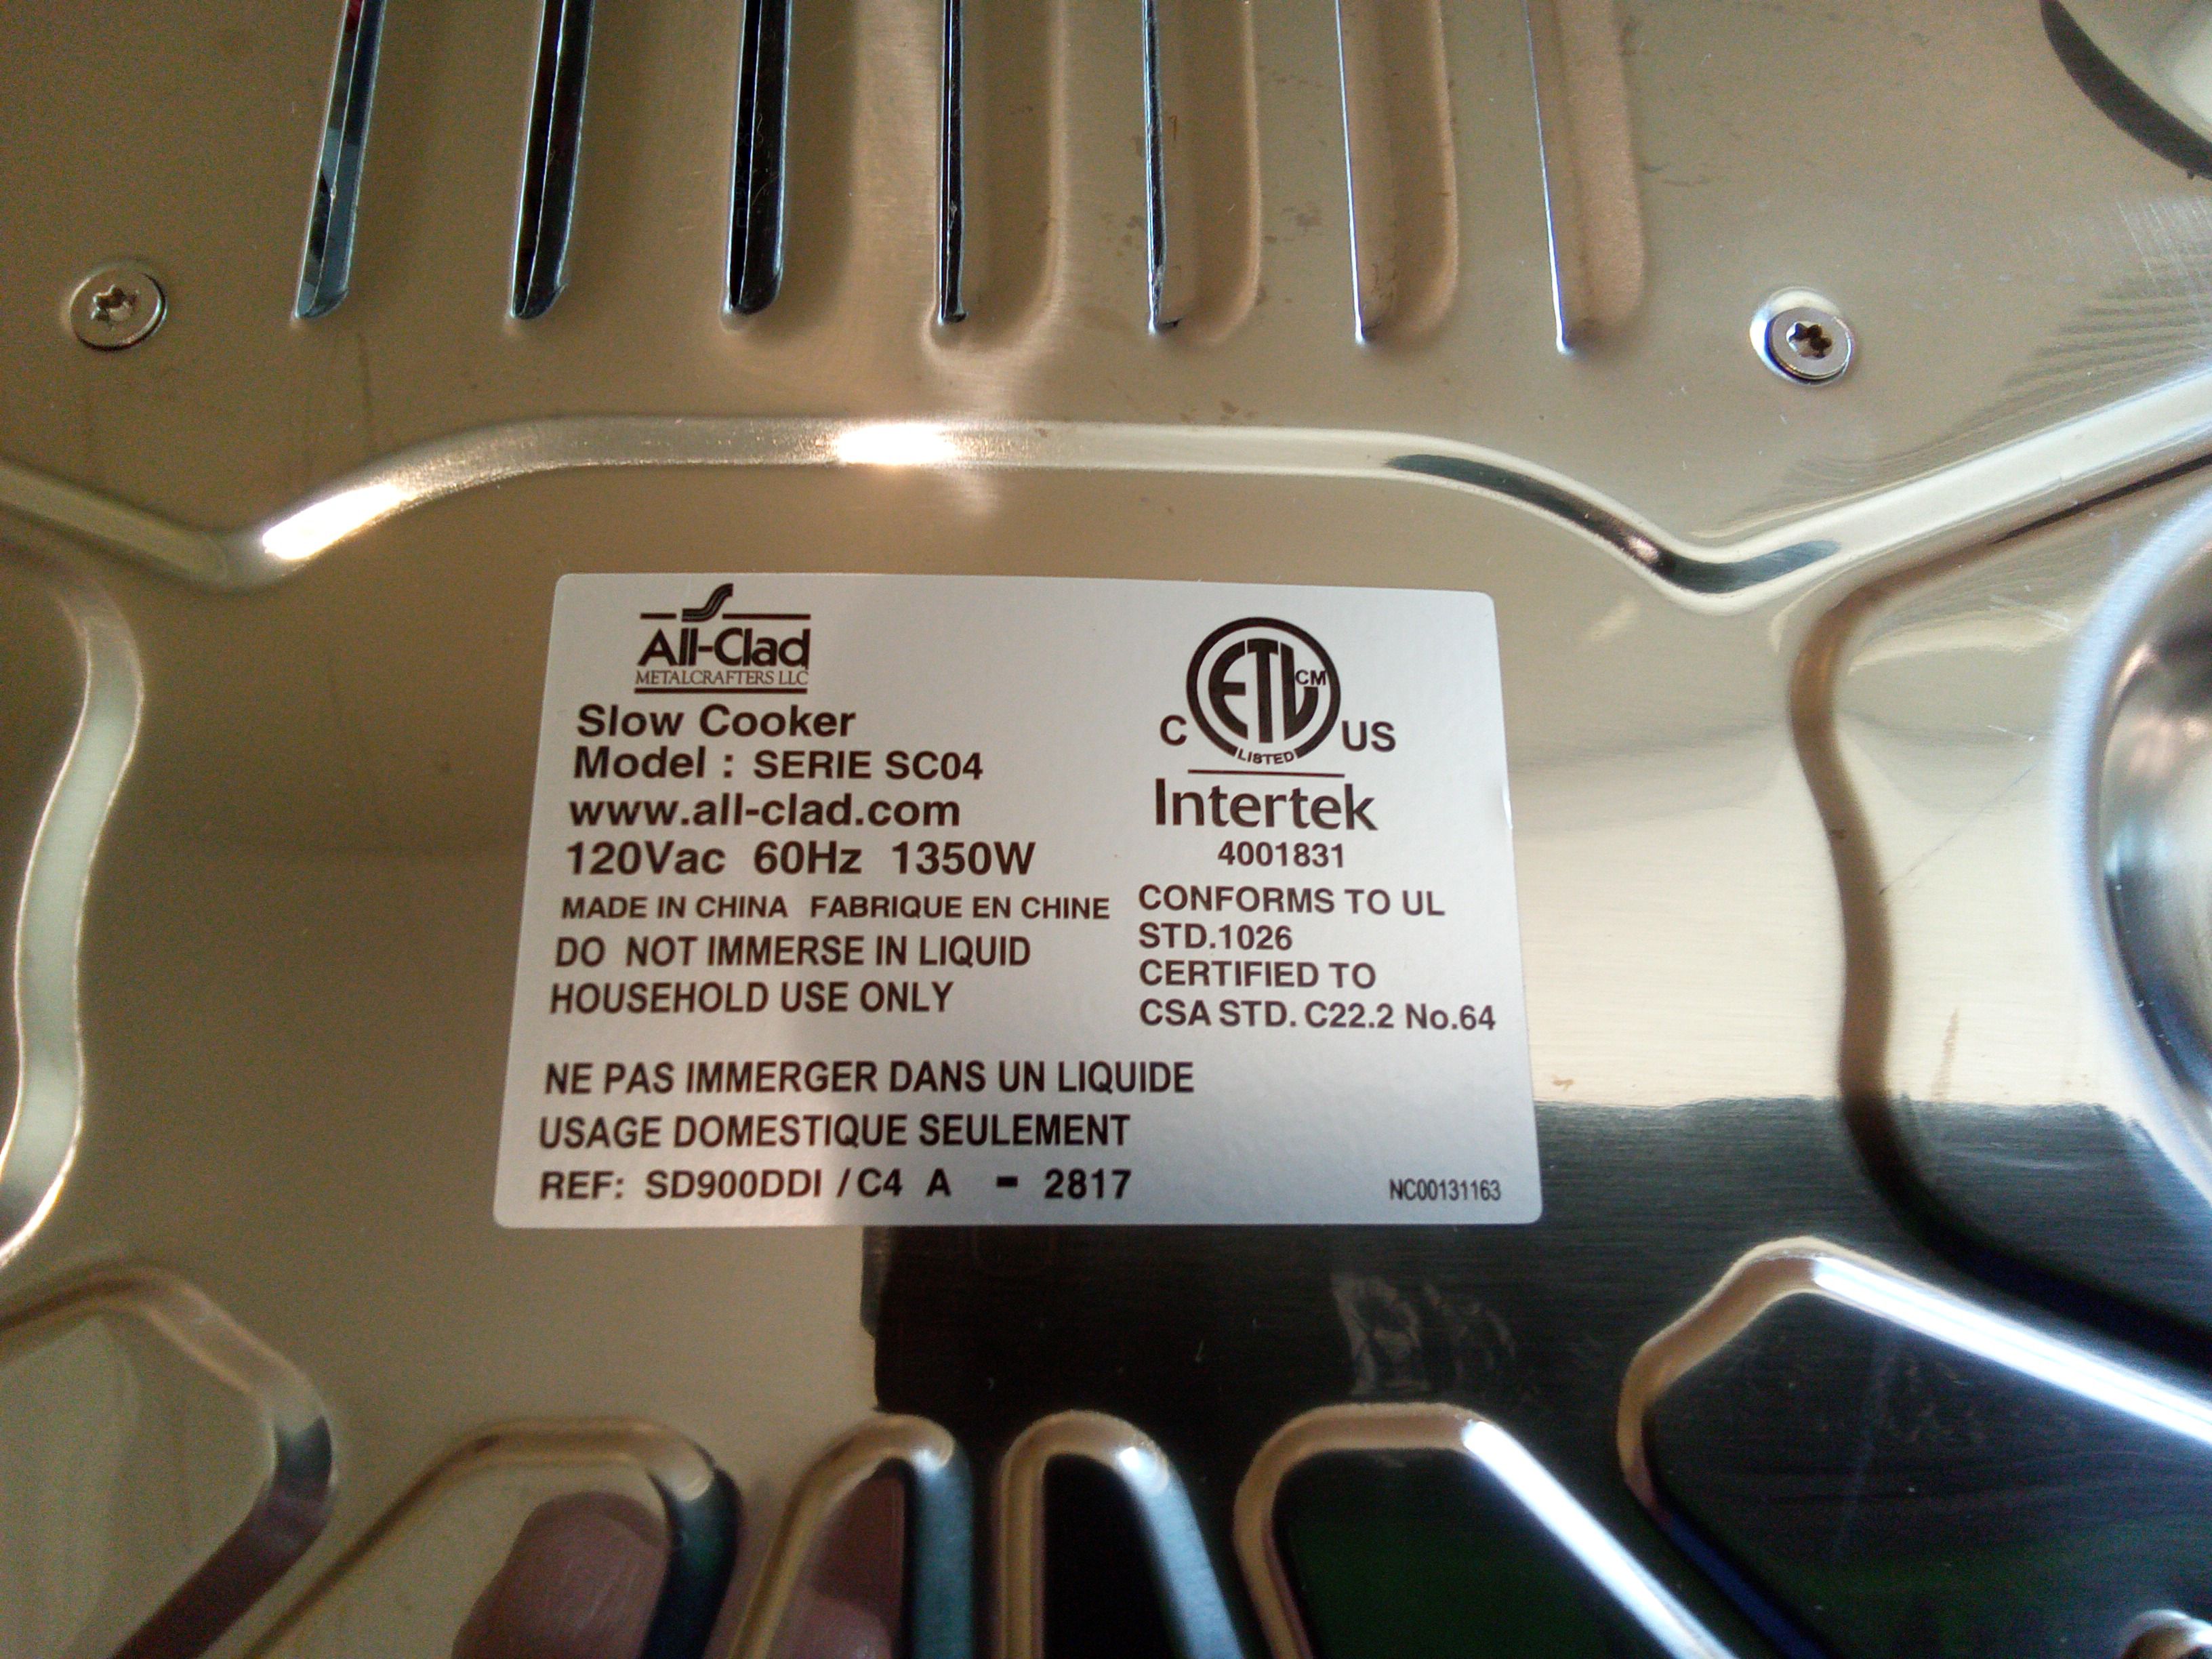 All-Clad
METALCRAFTERS LLC
Slow Cooker
Model : SERIE SC04
www.all-clad.com
120Vac 60Hz 1350W
MADE IN CHINA FABRIQUE EN CHINE
DO NOT IMMERSE IN LIQUID
HOUSEHOLD USE ONLY
NE PAS IMMERGER DANS UN LIQUIDE
USAGE DOMESTIQUE SEULEMENT
REF: SD900DDI /C4 A - 2817
ETL CM
C US
LISTED
Intertek
4001831
CONFORMS TO UL
STD.1026
CERTIFIED TO
CSA STD. C22.2 No.64
NC00131163